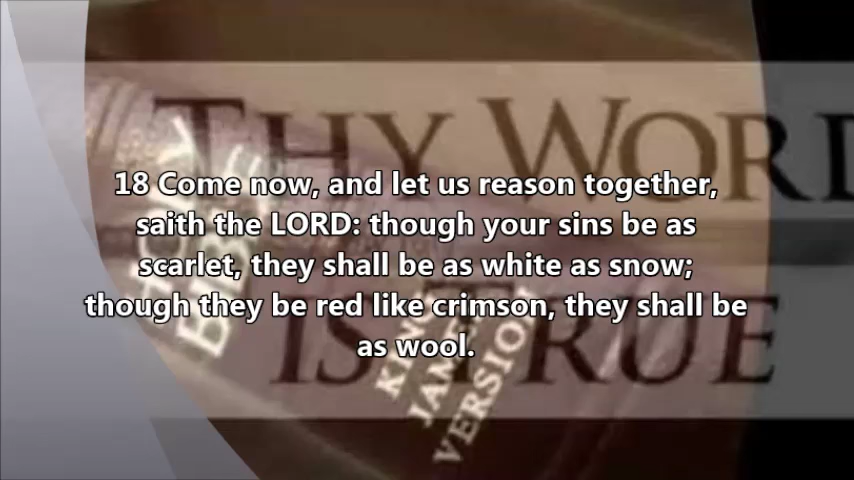 THY WORD
IS TRUE
HOLY
BIBLE
KING
JAMES
VERSION
18 Come now, and let us reason together,
saith the LORD: though your sins be as
scarlet, they shall be as white as snow;
though they be red like crimson, they shall be
as wool.